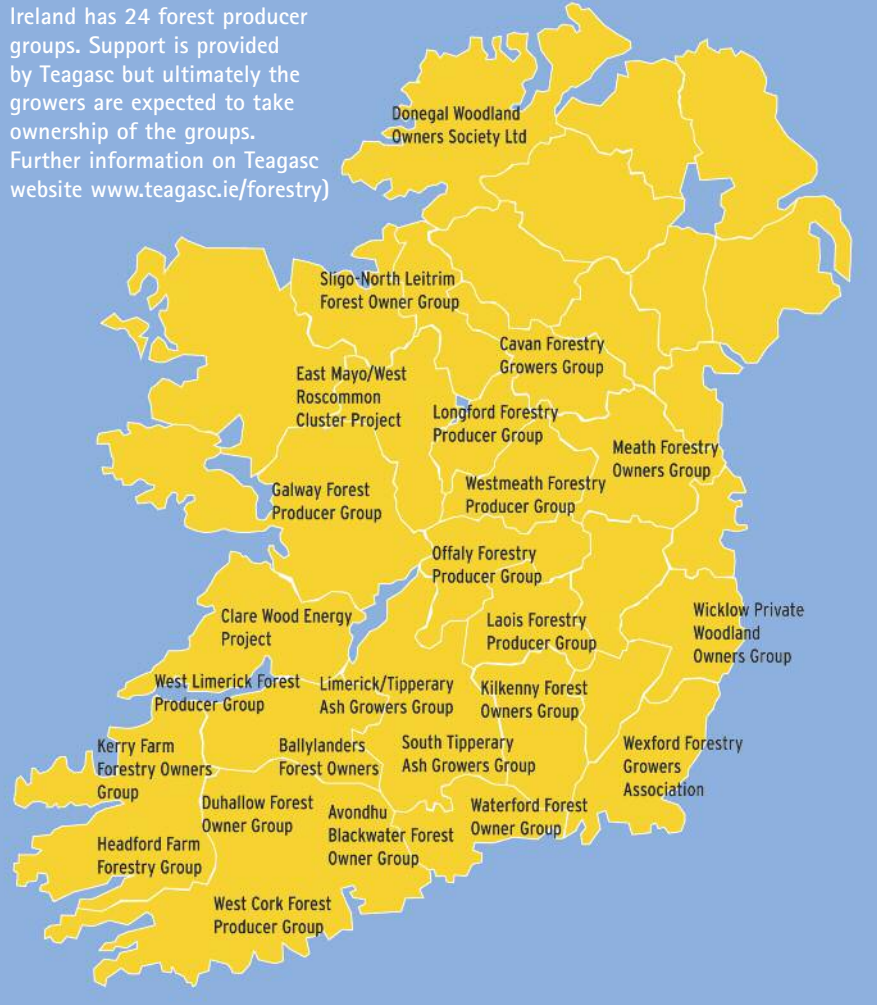 Ireland has 24 forest producer
groups. Support is provided
by Teagasc but ultimately the
growers are expected to take
ownership of the groups.
Further information on Teagasc
website www.teagasc.ie/forestry)
Donegal Woodland
Owners Society Ltd
Sligo-North Leitrim
Forest Owner Group
Cavan Forestry
Growers Group
East Mayo/West
Roscommon
Cluster Project
Longford Forestry
Producer Group
Meath Forestry
Owners Group
Galway Forest
Producer Group
Westmeath Forestry
Producer Group
Offaly Forestry
Producer Group
Clare Wood Energy
Project
Laois Forestry
Producer Group
Wicklow Private
Woodland
Owners Group
West Limerick Forest
Producer Group
Limerick/Tipperary
Ash Growers Group
Kilkenny Forest
Owners Group
Kerry Farm
Forestry Owners
Group
Ballylanders
Forest Owners
South Tipperary
Ash Growers Group
Wexford Forestry
Growers
Association
Duhallow Forest
Owner Group
Avondhu
Blackwater Forest
Owner Group
Waterford Forest
Owner Group
Headford Farm
Forestry Group
West Cork Forest
Producer Group